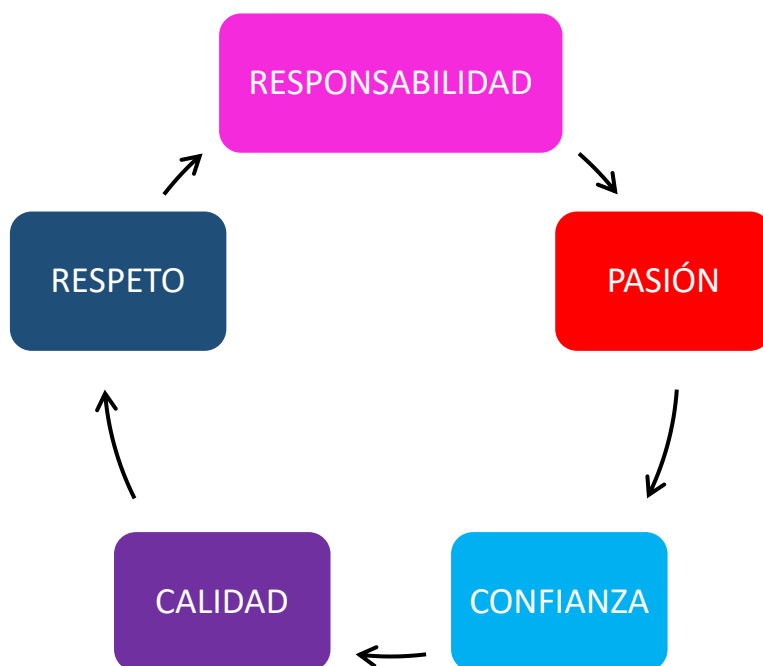 RESPONSABILIDAD
PASIÓN
CONFIANZA
CALIDAD
RESPETO